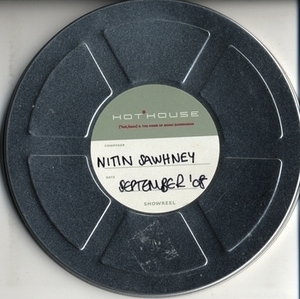 HOTHOUSE
COMPOSER
NITIN SAWHNEY
DATE
SEPTEMBER '08
SHOWREEL